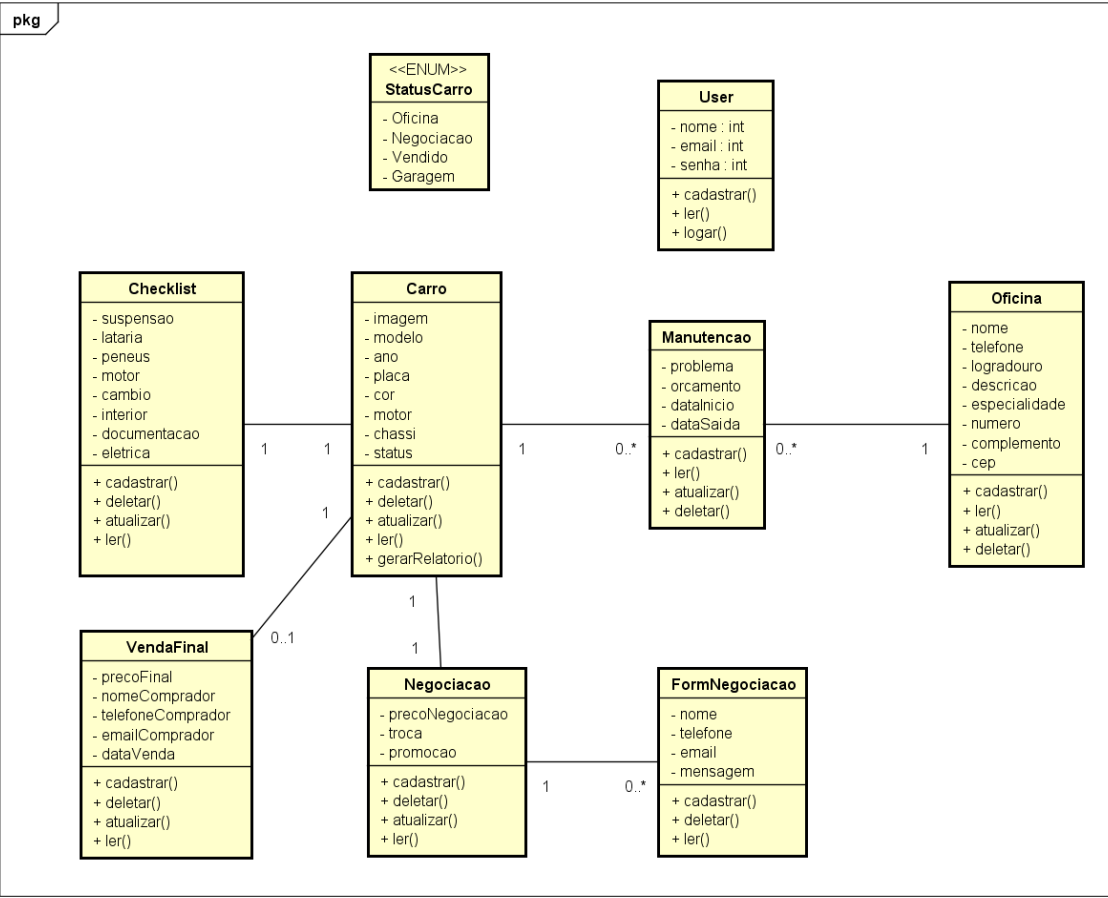 pkg
<<ENUM>>
StatusCarro
- Oficina
- Negociacao
- Vendido
- Garagem
User
- nome : int
- email : int
- senha : int
+ cadastrar()
+ ler()
+ logar()
Checklist
- suspensao
- lataria
- peneus
- motor
- cambio
- interior
- documentacao
- eletrica
+ cadastrar()
+ deletar()
+ atualizar()
+ ler()
1
1
Carro
- imagem
- modelo
- ano
- placa
- cor
- motor
- chassi
- status
+ cadastrar()
+ deletar()
+ atualizar()
+ ler()
+ gerarRelatorio()
1
0..*
Manutencao
- problema
- orcamento
- dataInicio
- dataSaida
+ cadastrar()
+ ler()
+ atualizar()
+ deletar()
0..*
1
Oficina
- nome
- telefone
- logradouro
- descricao
- especialidade
- numero
- complemento
- cep
+ cadastrar()
+ ler()
+ atualizar()
+ deletar()
1
0..1
1
1
VendaFinal
- precoFinal
- nomeComprador
- telefoneComprador
- emailComprador
- dataVenda
+ cadastrar()
+ deletar()
+ atualizar()
+ ler()
Negociacao
- precoNegociacao
- troca
- promocao
+ cadastrar()
+ deletar()
+ atualizar()
+ ler()
1
0..*
FormNegociacao
- nome
- telefone
- email
- mensagem
+ cadastrar()
+ deletar()
+ ler()